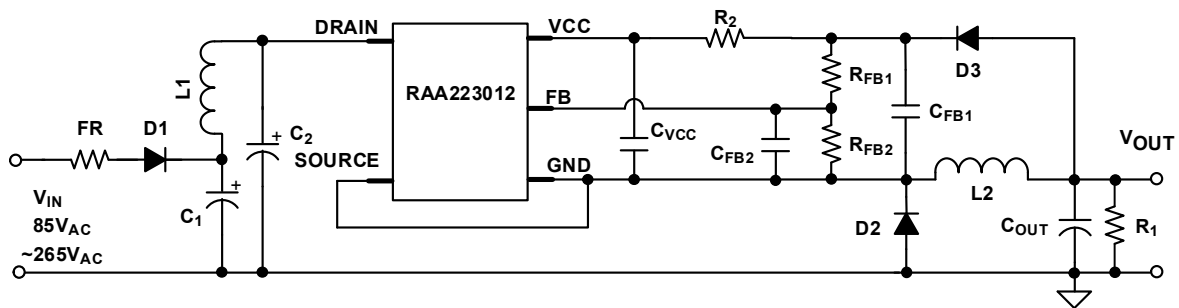 DRAIN
VCC
R2
D3
L1
RAA223012
RFB1
FB
CFB1
FR
D1
C2
CVCC
CFB2
RFB2
VOUT
SOURCE
GND
C1
L2
VIN
85VAC
~265VAC
D2
COUT
R1
+
+